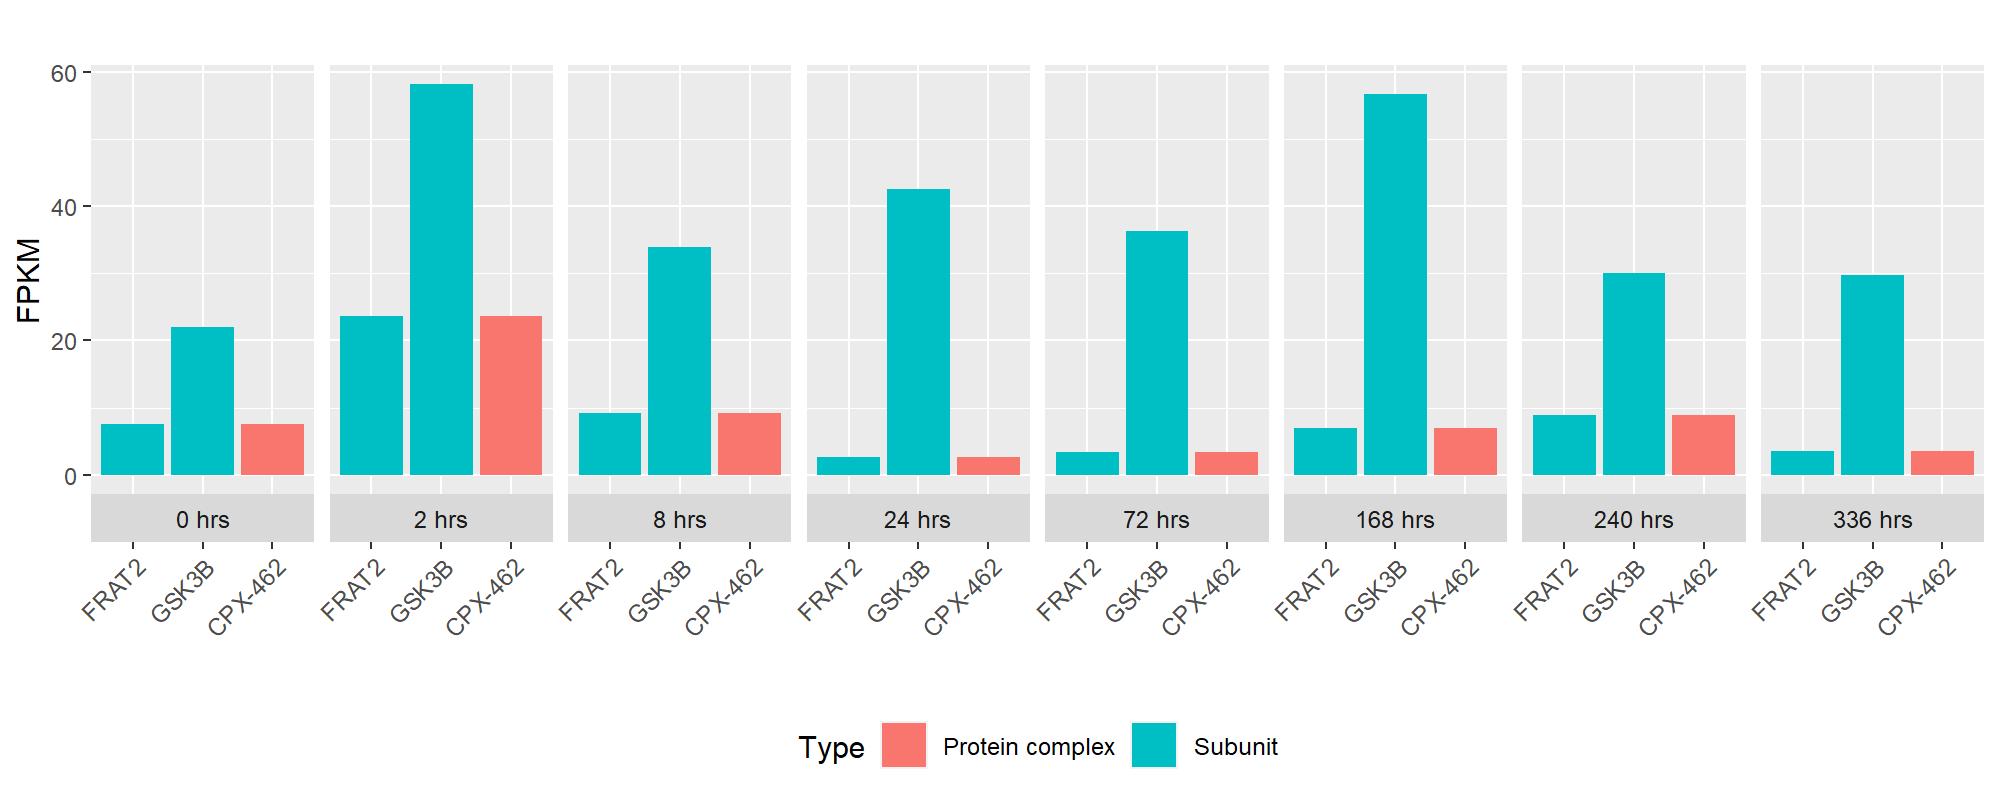 60
40
20
0
FPKM
0 hrs 2 hrs 8 hrs 24 hrs 72 hrs 168 hrs 240 hrs 336 hrs
FRAT2 GSK3B CPX-462 FRAT2 GSK3B CPX-462 FRAT2 GSK3B CPX-462 FRAT2 GSK3B CPX-462 FRAT2 GSK3B CPX-462 FRAT2 GSK3B CPX-462 FRAT2 GSK3B CPX-462 FRAT2 GSK3B CPX-462
Type Protein complex Subunit